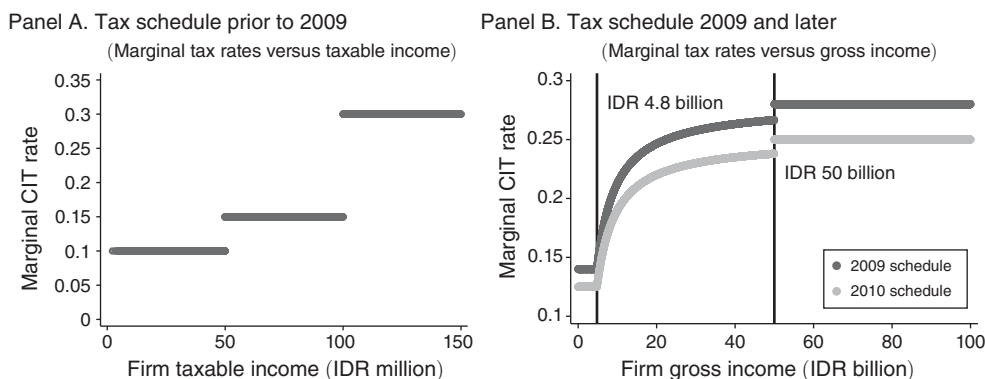 Panel A. Tax schedule prior to 2009
(Marginal tax rates versus taxable income)
Marginal CIT rate
0.35
0.3
0.25
0.2
0.15
0.1
0.05
0
0
50
100
150
Firm taxable income (IDR million)
Panel B. Tax schedule 2009 and later
(Marginal tax rates versus gross income)
Marginal CIT rate
0.3
0.25
0.2
0.15
0.1
IDR 4.8 billion
IDR 50 billion
2009 schedule
2010 schedule
0
20
40
60
80
100
Firm gross income (IDR billion)